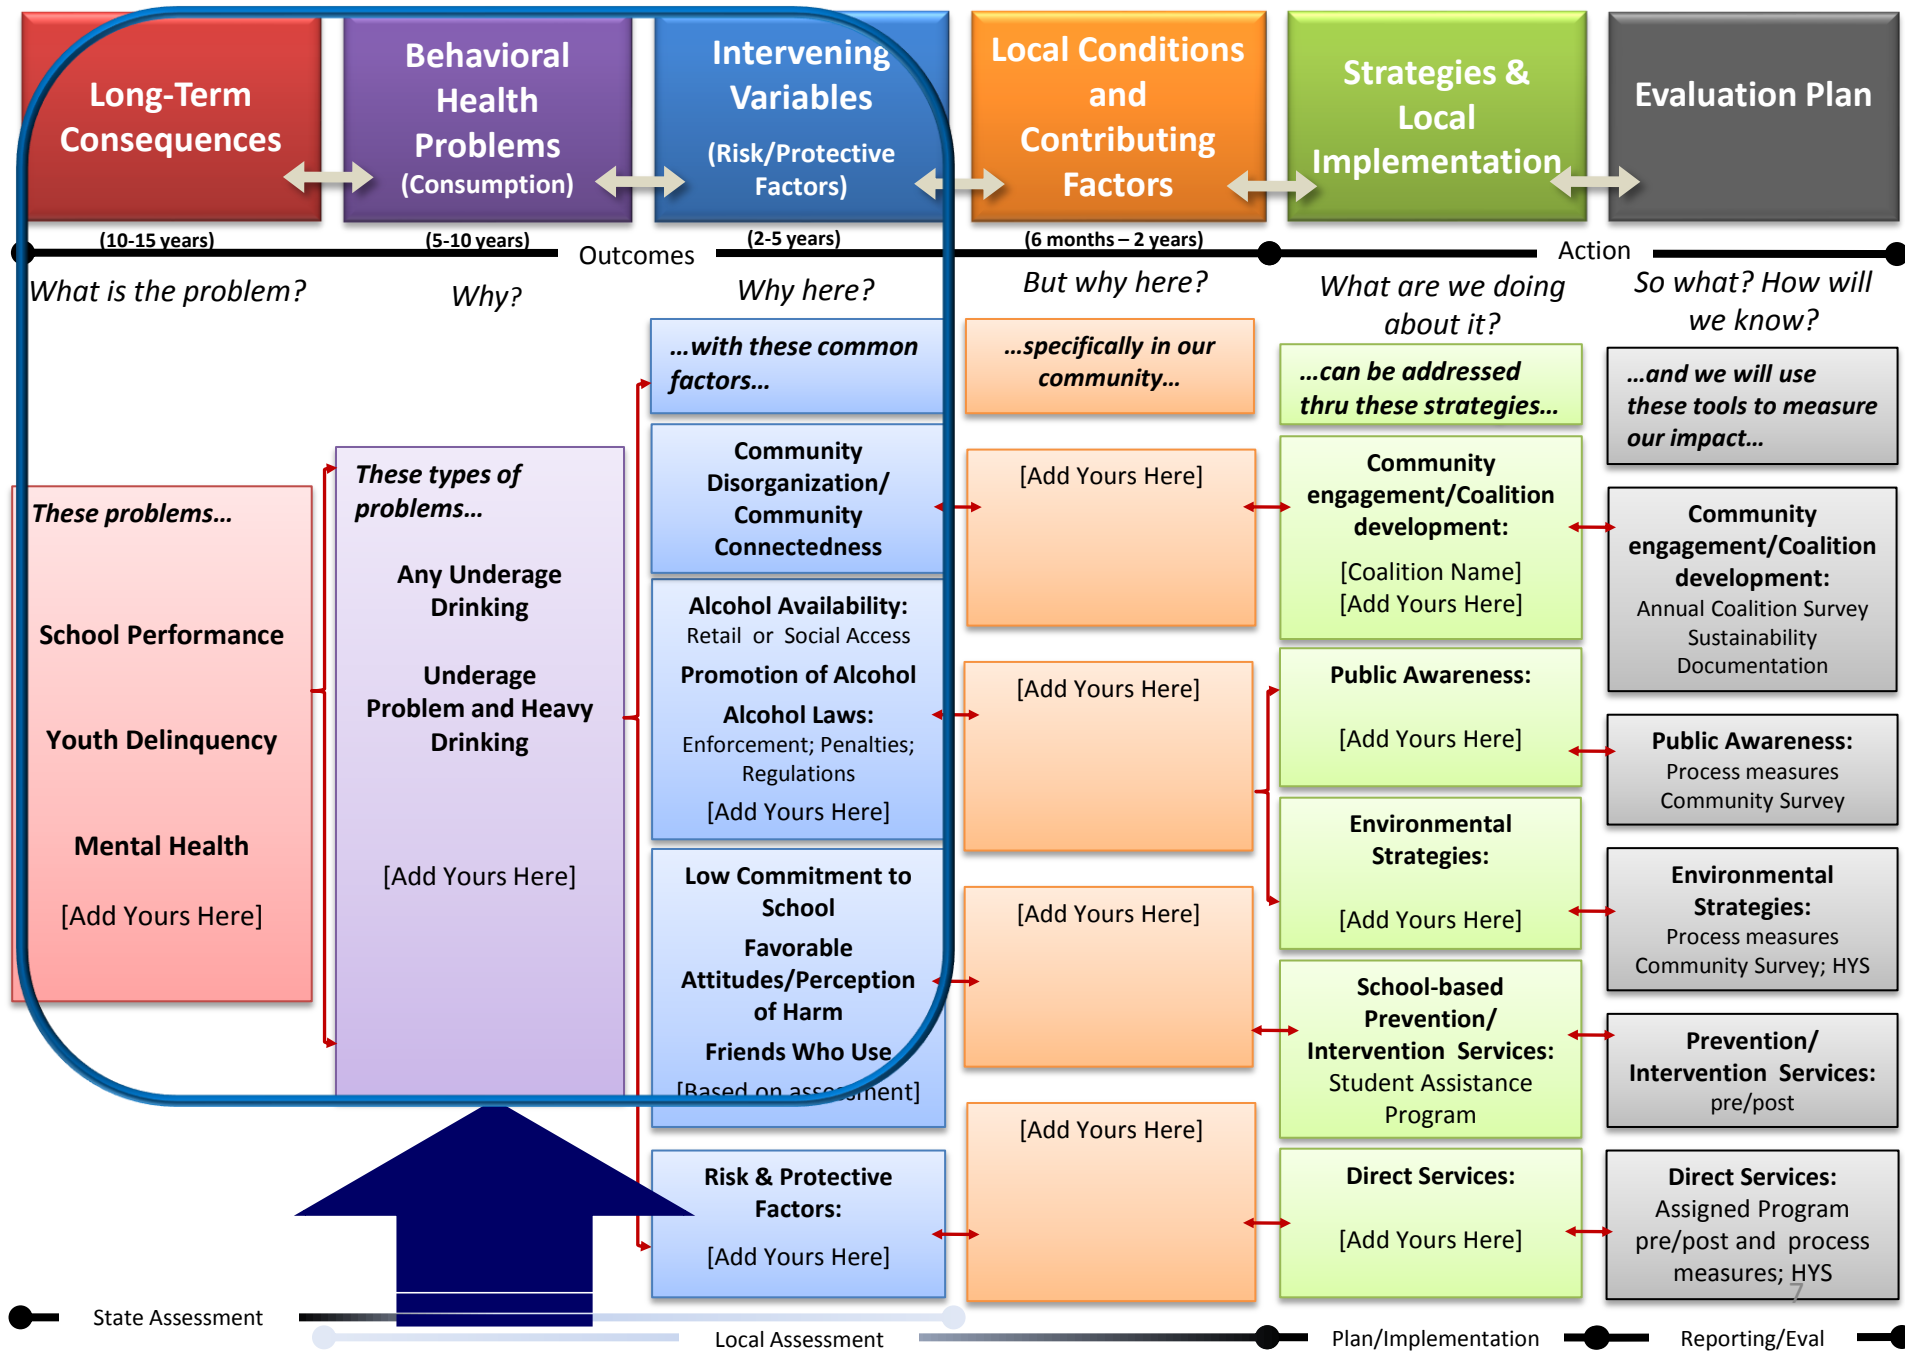 Long-Term
Consequences
Behavioral
Health
Problems
(Consumption)
Intervening
Variables
(Risk/Protective
Factors)
Local Conditions
and
Contributing
Factors
Strategies &
Local
Implementation
Evaluation Plan
(10-15 years)
(5-10 years)
(2-5 years)
(6 months – 2 years)
Outcomes
Action
What is the problem?
Why?
Why here?
But why here?
What are we doing
about it?
So what? How will
we know?
These problems…
School Performance
Youth Delinquency
Mental Health
[Add Yours Here]
These types of
problems…
Any Underage
Drinking
Underage
Problem and Heavy
Drinking
[Add Yours Here]
…with these common
factors…
Community
Disorganization/
Community
Connectedness
Alcohol Availability:
Retail or Social Access
Promotion of Alcohol
Alcohol Laws:
Enforcement; Penalties;
Regulations
[Add Yours Here]
Low Commitment to
School
Favorable
Attitudes/Perception
of Harm
Friends Who Use
[Based on assessment]
Risk & Protective
Factors:
[Add Yours Here]
…specifically in our
community…
[Add Yours Here]
[Add Yours Here]
[Add Yours Here]
[Add Yours Here]
…can be addressed
thru these strategies…
Community
engagement/Coalition
development:
[Coalition Name]
[Add Yours Here]
Public Awareness:
[Add Yours Here]
Environmental
Strategies:
[Add Yours Here]
School-based
Prevention/
Intervention Services:
Student Assistance
Program
Direct Services:
[Add Yours Here]
…and we will use
these tools to measure
our impact…
Community
engagement/Coalition
development:
Annual Coalition Survey
Sustainability
Documentation
Public Awareness:
Process measures
Community Survey
Environmental
Strategies:
Process measures
Community Survey; HYS
Prevention/
Intervention Services:
pre/post
Direct Services:
Assigned Program
pre/post and process
measures; HYS
7
State Assessment
Local Assessment
Plan/Implementation
Reporting/Eval